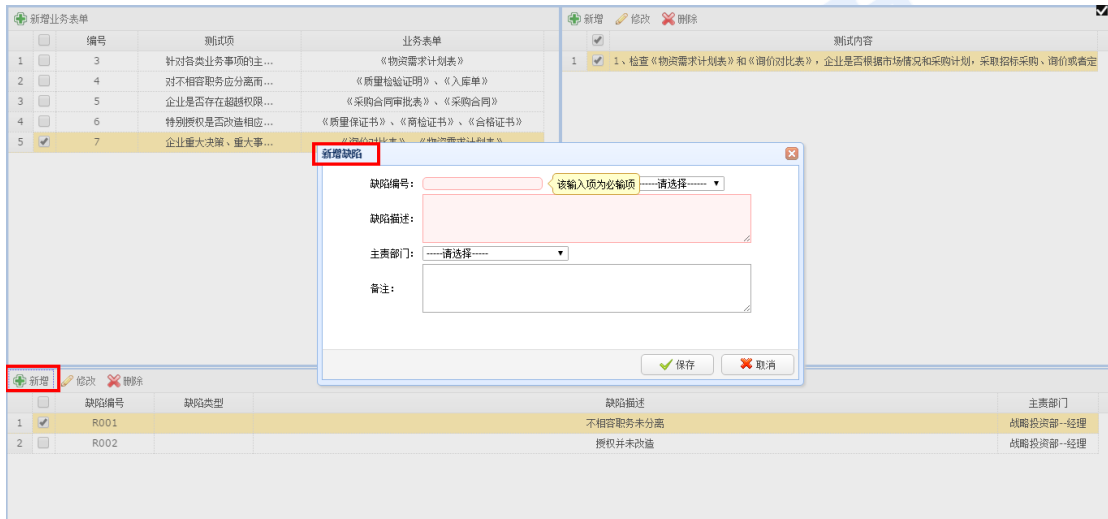 新增业务表单
编号 测试项 业务表单
1 3 针对各类业务事项的主... 《物资需求计划表》
2 4 对不相容职务应分离而... 《质量检验证明》、《入库单》
3 5 企业是否存在超越权限... 《采购合同审批表》、《采购合同》
4 6 特别授权是否改造相应... 《质量保证书》、《商检证书》、《合格证书》
5 7 企业重大决策、重大事... 《询价对比表》、《物资需求计划表》
新增 修改 删除
测试内容
1 1、检查《物资需求计划表》和《询价对比表》，企业是否根据市场情况和采购计划，采取招标采购、询价或者定
新增缺陷
缺陷编号： 该输入项为必输项 ------请选择------
缺陷描述：
主责部门： -----请选择-----
备注：
保存 取消
新增 修改 删除
缺陷编号 缺陷类型 缺陷描述 主责部门
1 R001 不相容职务未分离 战略投资部--经理
2 R002 授权并未改造 战略投资部--经理